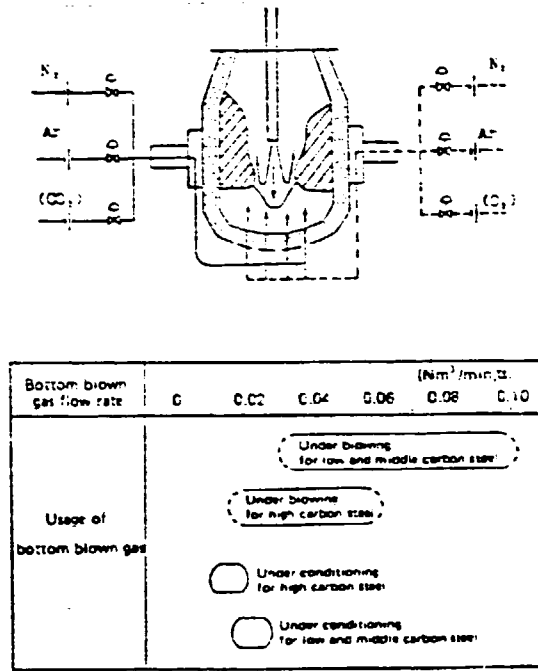 N₂
N₂
Ar
Ar
(CO₂)
(Nm³/min)/ts.
Bottom blown
gas flow rate
0 0.02 0.04 0.06 0.08 0.10
Under blowing
for low and middle carbon steel
Under blowing
for high carbon steel
Usage of
bottom blown gas
Under conditioning
for high carbon steel
Under conditioning
for low and middle carbon steel